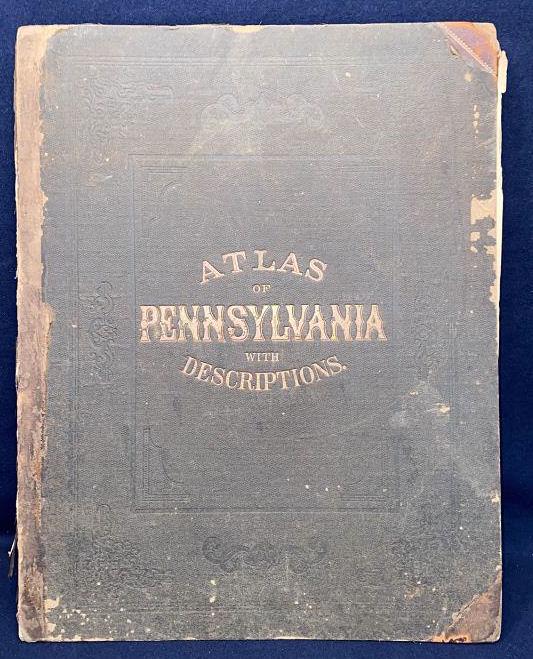 ATLAS
OF
PENNSYLVANIA
WITH
DESCRIPTIONS.